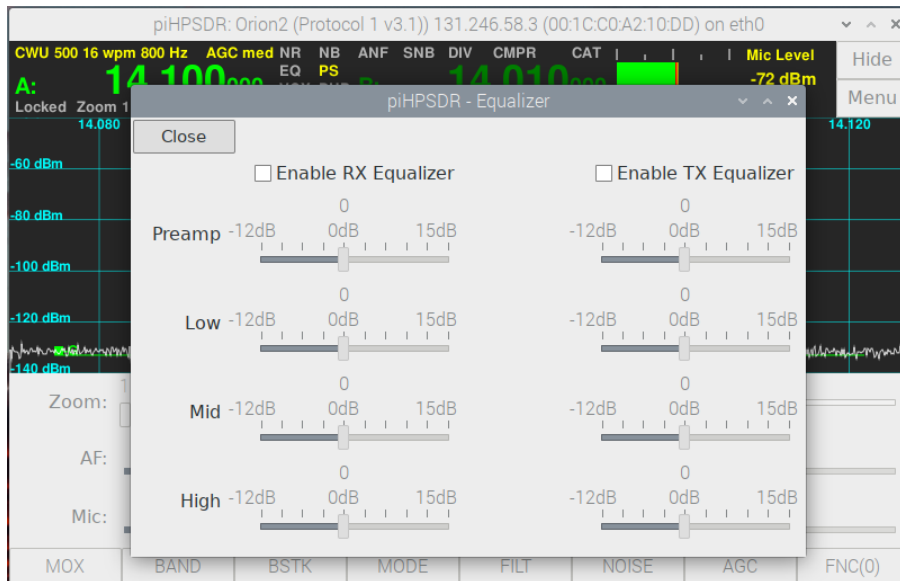 piHPSDR: Orion2 (Protocol 1 v3.1)) 131.246.58.3 (00:1C:C0:A2:10:DD) on eth0
CWU 500 16 wpm 800 Hz AGC med NR NB ANF SNB DIV CMPR CAT Mic Level Hide
EQ PS
A: 14.100 14.010 -72 dBm
Locked Zoom 1 Menu
piHPSDR - Equalizer
14.080 14.120
Close
-60 dBm
Enable RX Equalizer Enable TX Equalizer
0 0
-80 dBm
Preamp -12dB 0dB 15dB -12dB 0dB 15dB
-100 dBm
0 0
-120 dBm
Low -12dB 0dB 15dB -12dB 0dB 15dB
-140 dBm
0 0
Zoom:
Mid -12dB 0dB 15dB -12dB 0dB 15dB
AF:
0 0
High -12dB 0dB 15dB -12dB 0dB 15dB
Mic:
MOX BAND BSTK MODE FILT NOISE AGC FNC(0)